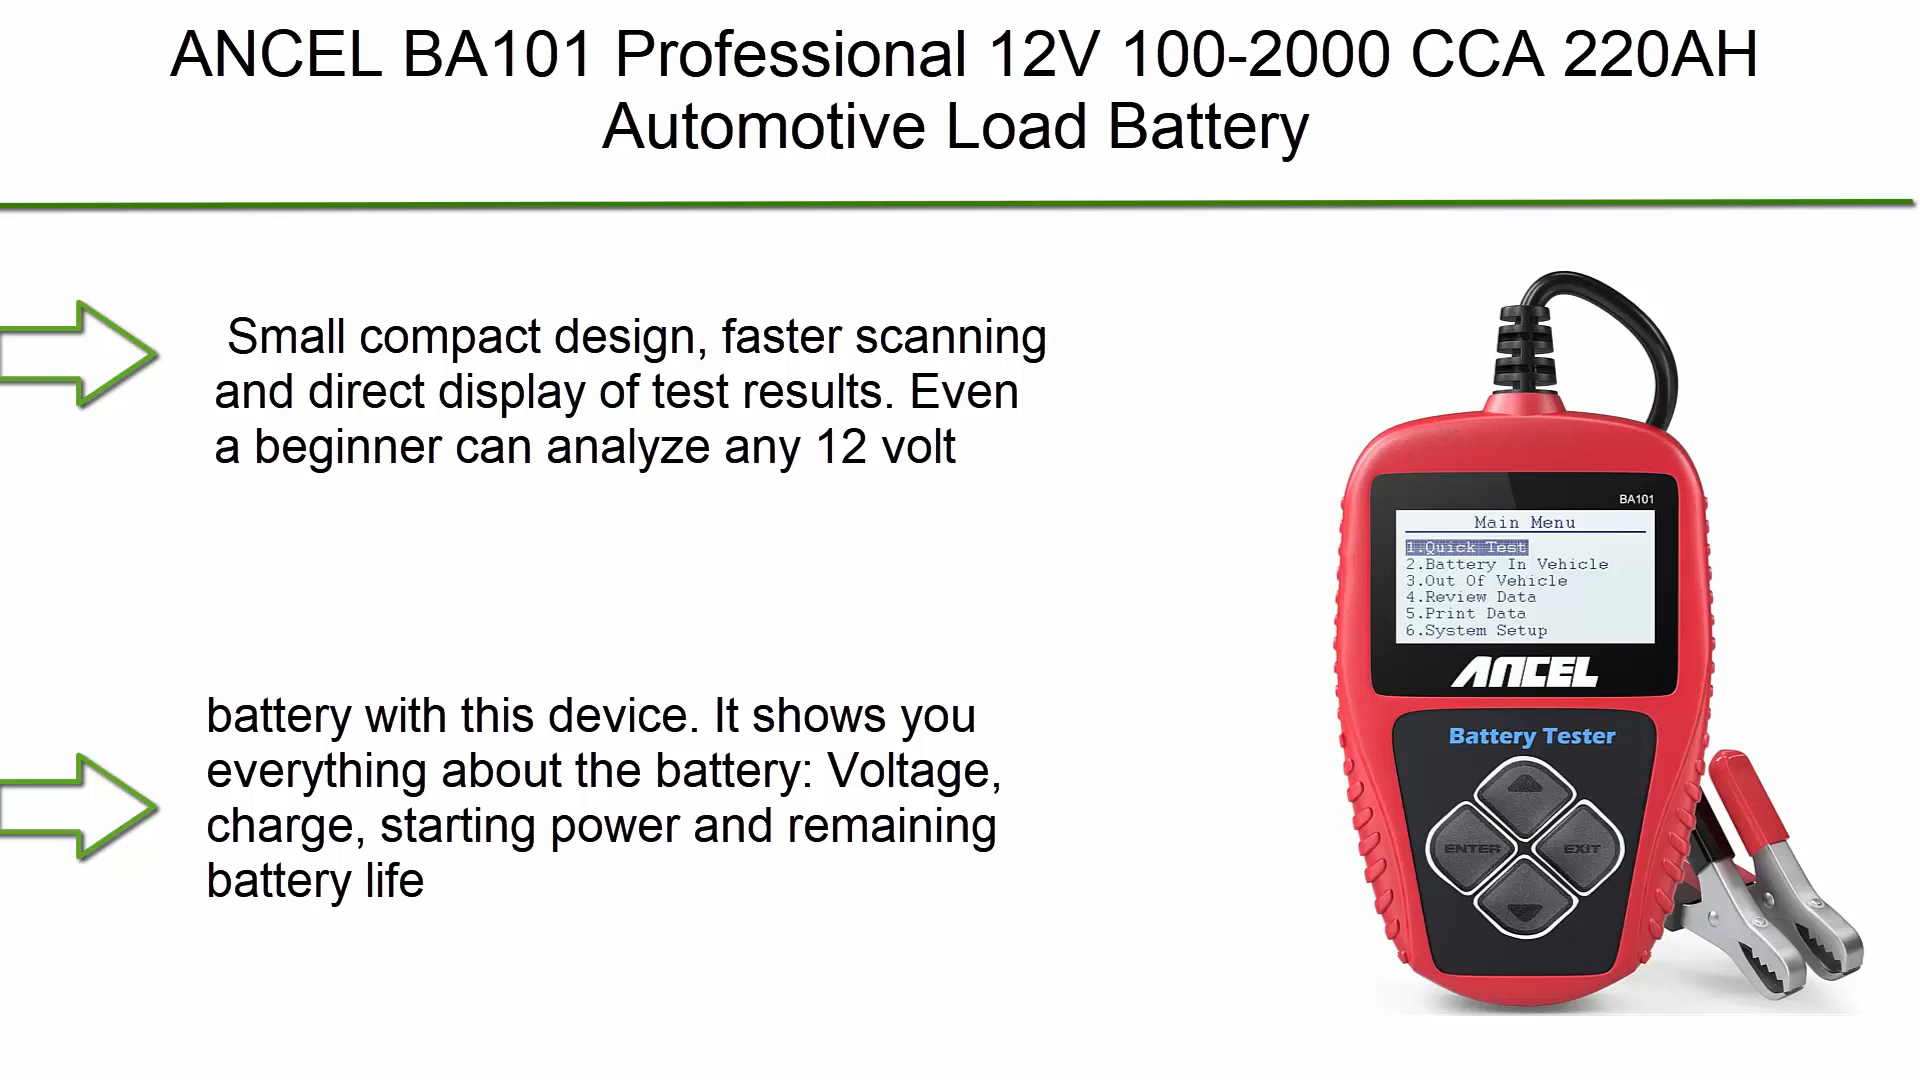 ANCEL BA101 Professional 12V 100-2000 CCA 220AH
Automotive Load Battery
Small compact design, faster scanning
and direct display of test results. Even
a beginner can analyze any 12 volt
battery with this device. It shows you
everything about the battery: Voltage,
charge, starting power and remaining
battery life
BA101
Main Menu
1.Quick Test
2.Battery In Vehicle
3.Out Of Vehicle
4.Review Data
5.Print Data
6.System Setup
ANCEL
Battery Tester
ENTER
EXIT